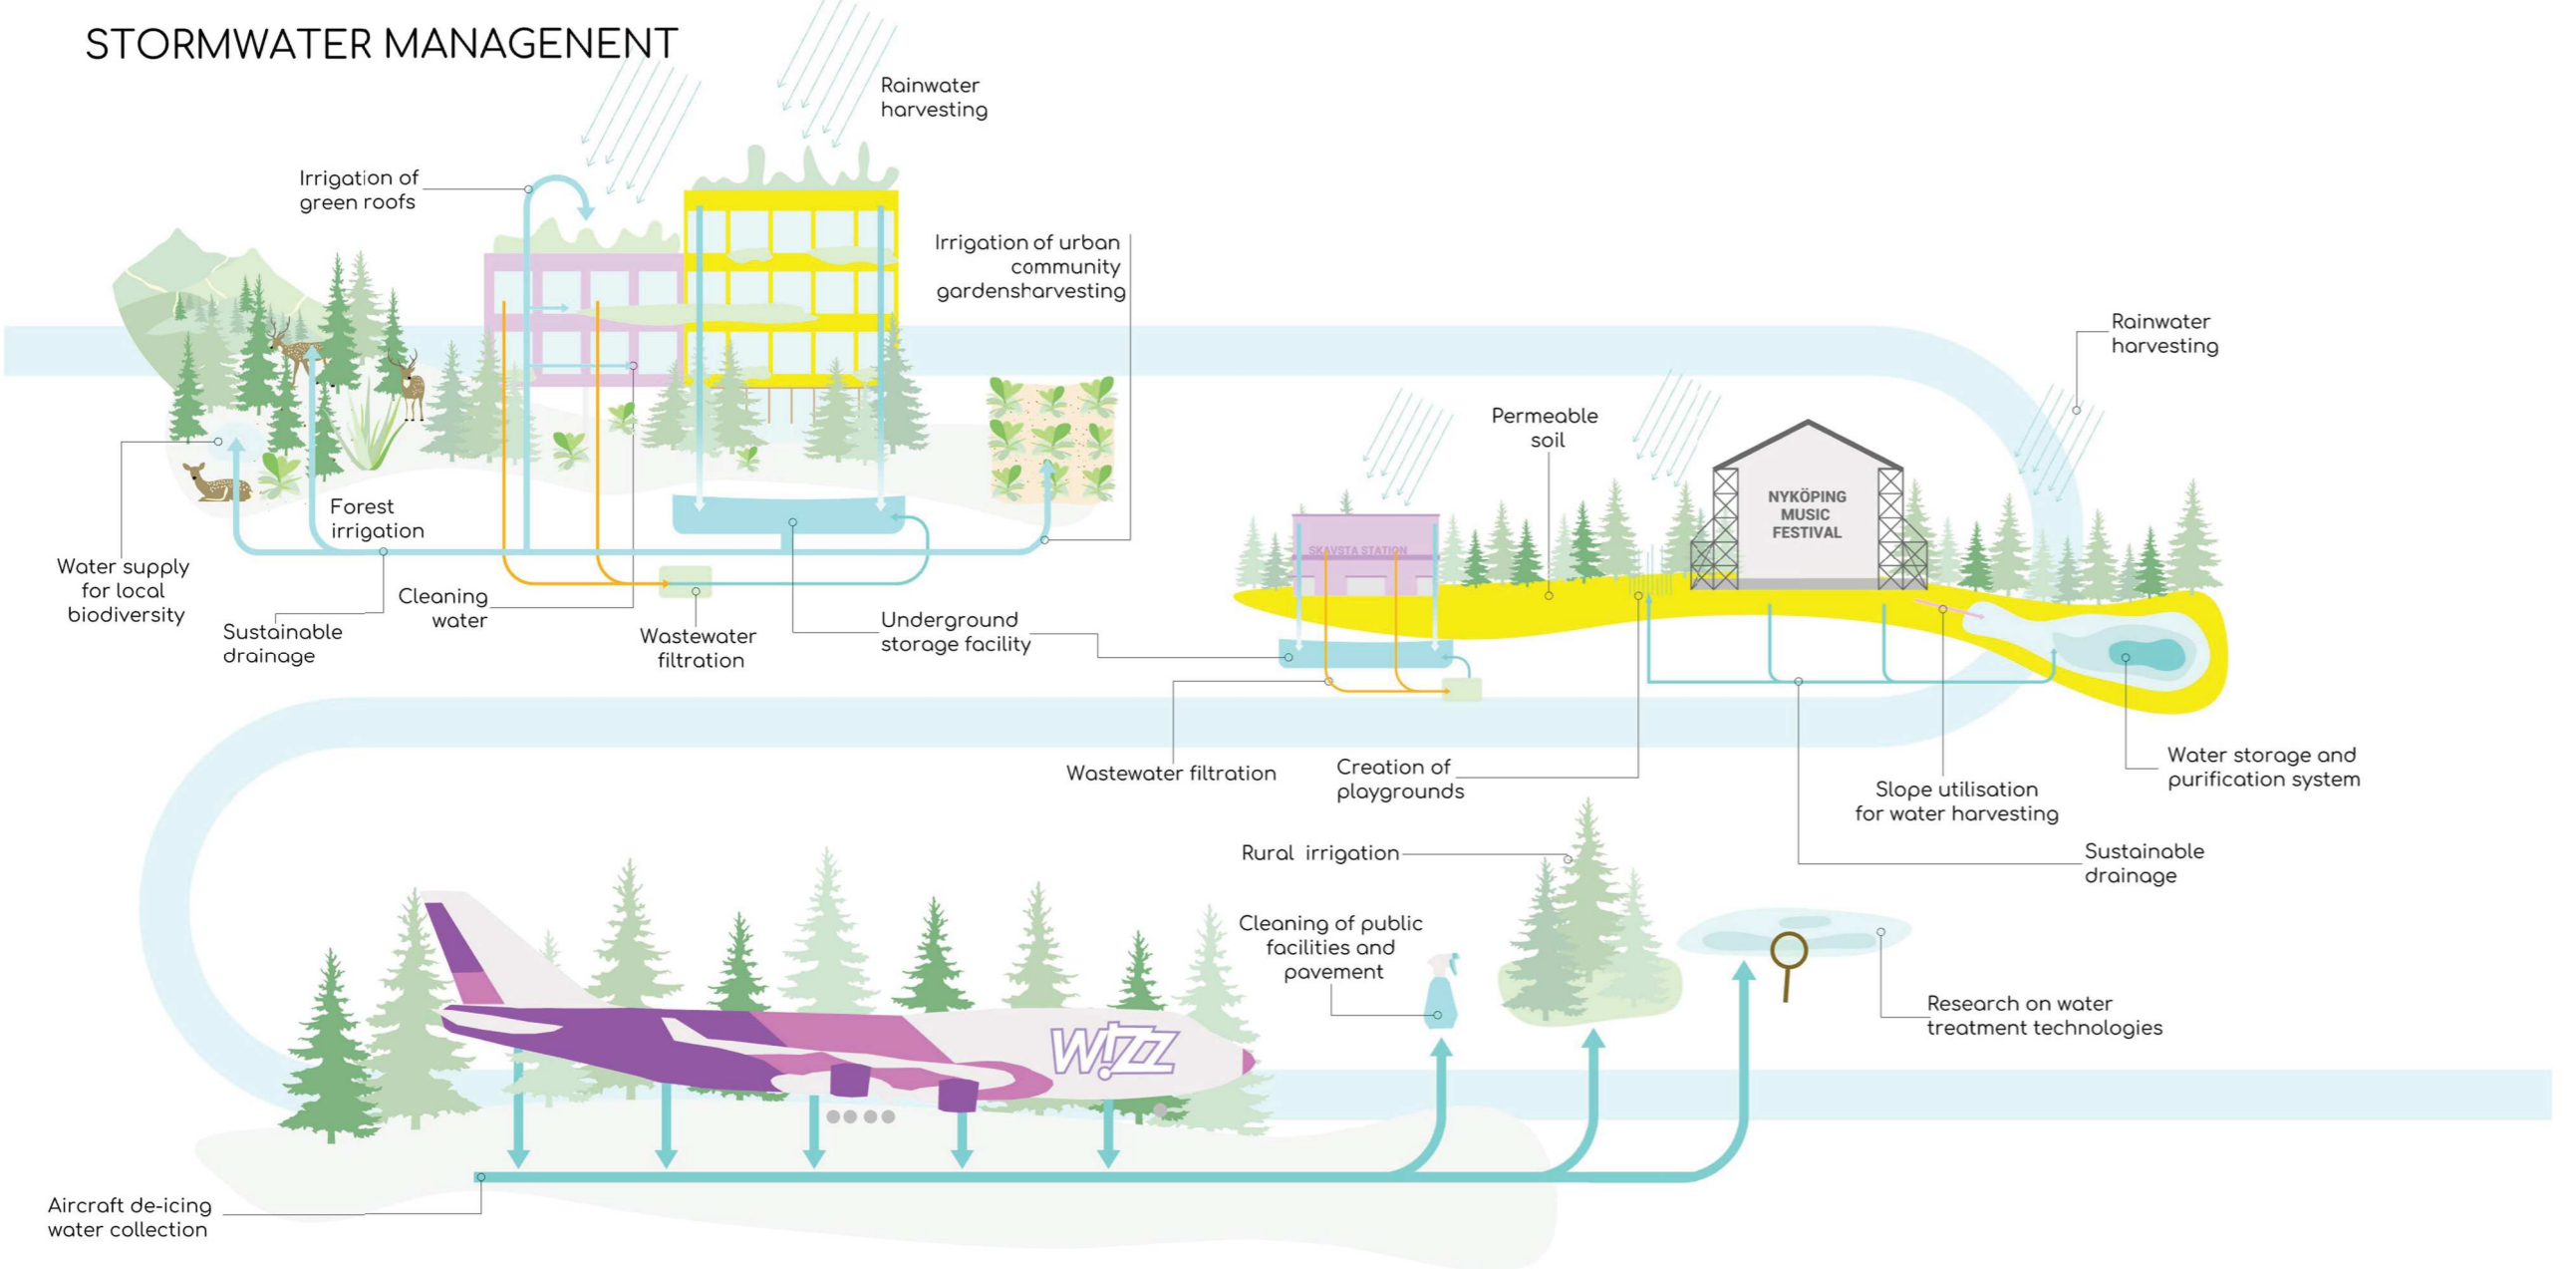 STORMWATER MANAGENENT
Rainwater
harvesting
Irrigation of
green roofs
Irrigation of urban
community
gardensharvesting
Rainwater
harvesting
Permeable
soil
NYKÖPING
MUSIC
FESTIVAL
SKAVSTA STATION
Forest
irrigation
Water supply
for local
biodiversity
Sustainable
drainage
Cleaning
water
Wastewater
filtration
Underground
storage facility
Wastewater filtration
Creation of
playgrounds
Slope utilisation
for water harvesting
Water storage and
purification system
Sustainable
drainage
Rural irrigation
Cleaning of public
facilities and
pavement
Research on water
treatment technologies
WIZZ
Aircraft de-icing
water collection